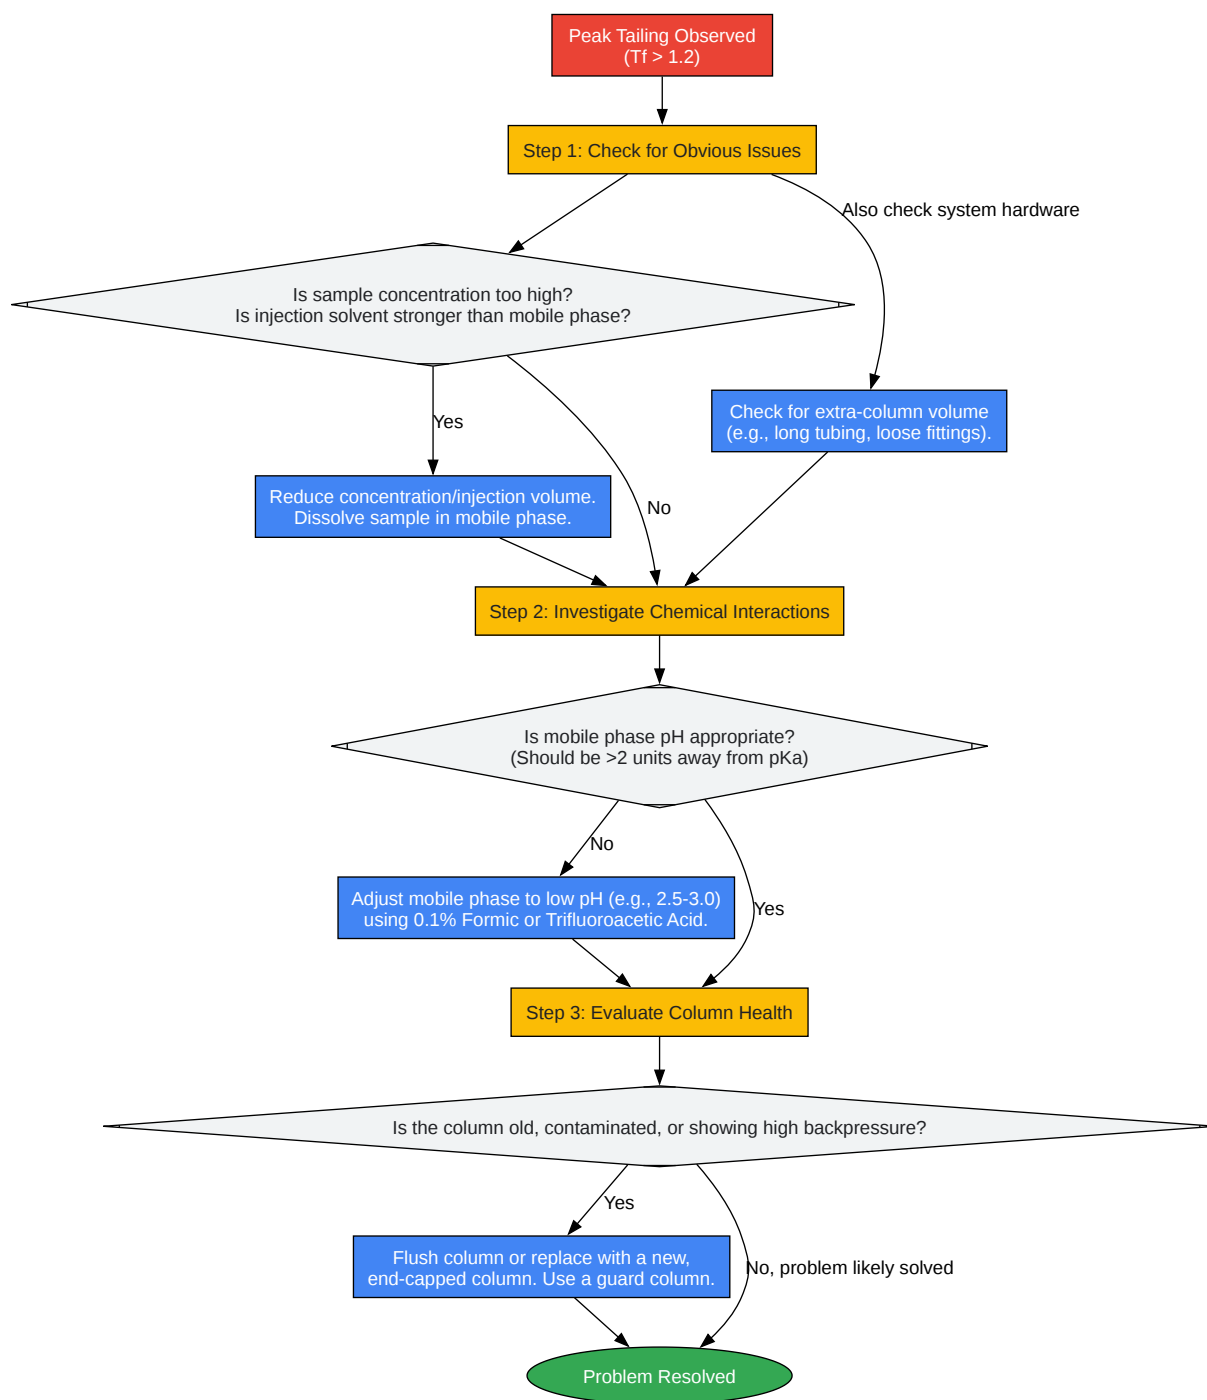 Peak Tailing Observed
(Tf > 1.2)
Step 1: Check for Obvious Issues
Also check system hardware
Is sample concentration too high?
Is injection solvent stronger than mobile phase?
Check for extra-column volume
(e.g., long tubing, loose fittings).
Yes
Reduce concentration/injection volume.
Dissolve sample in mobile phase.
No
Step 2: Investigate Chemical Interactions
Is mobile phase pH appropriate?
(Should be >2 units away from pKa)
No
Adjust mobile phase to low pH (e.g., 2.5-3.0)
using 0.1% Formic or Trifluoroacetic Acid.
Yes
Step 3: Evaluate Column Health
Is the column old, contaminated, or showing high backpressure?
Yes
Flush column or replace with a new,
end-capped column. Use a guard column.
No, problem likely solved
Problem Resolved